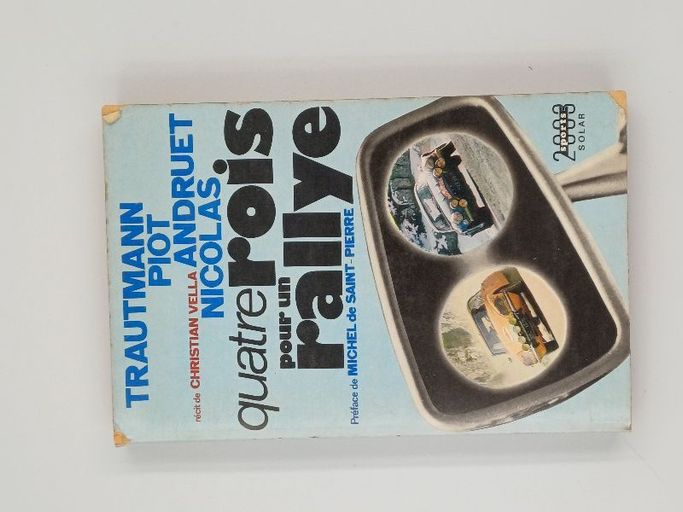 TRAUTMANN
PIOT
ANDRUET
NICOLAS
récit de CHRISTIAN VELLA
quatre rois
pour un
rallye
Préface de MICHEL de SAINT-PIERRE
sports
2000
SOLAR